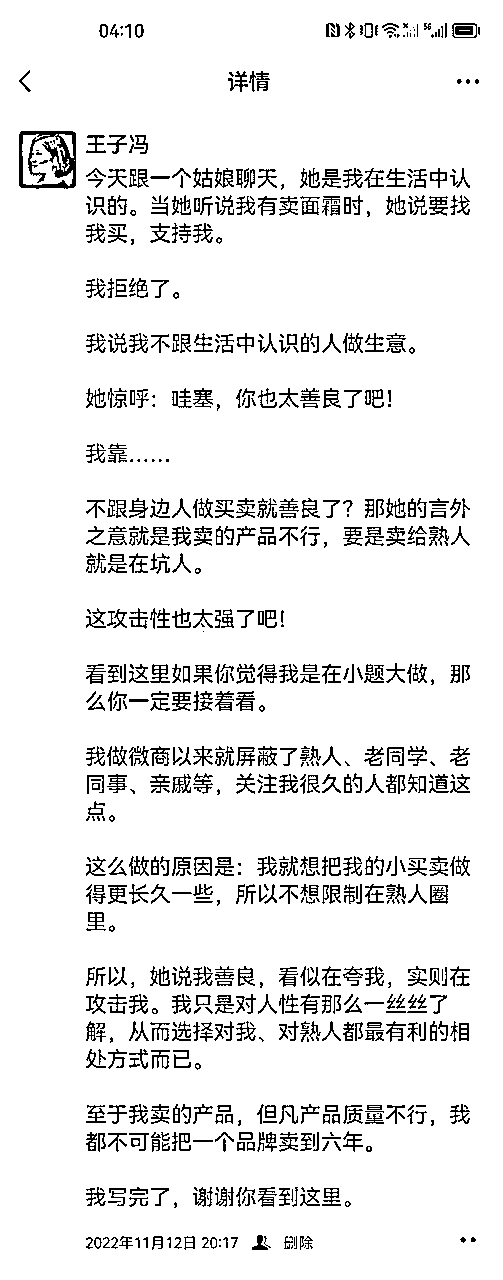 04:10
详情
王子冯
今天跟一个姑娘聊天，她是我在生活中认
识的。当她听说我有卖面霜时，她说要找
我买，支持我。
我拒绝了。
我说我不跟生活中认识的人做生意。
她惊呼：哇塞，你也太善良了吧！
我靠……
不跟身边人做买卖就善良了？那她的言外
之意就是我卖的产品不行，要是卖给熟人
就是在坑人。
这攻击性也太强了吧！
看到这里如果你觉得我是在小题大做，那
么你一定要接着看。
我做微商以来就屏蔽了熟人、老同学、老
同事、亲戚等，关注我很久的人都知道这
点。
这么做的原因是：我就想把我的小买卖做
得更长久一些，所以不想限制在熟人圈
里。
所以，她说我善良，看似在夸我，实则在
攻击我。我只是对人性有那么一丝丝了
解，从而选择对我、对熟人都最有利的相
处方式而已。
至于我卖的产品，但凡产品质量不行，我
都不可能把一个品牌卖到六年。
我写完了，谢谢你看到这里。
2022年11月12日 20:17 删除